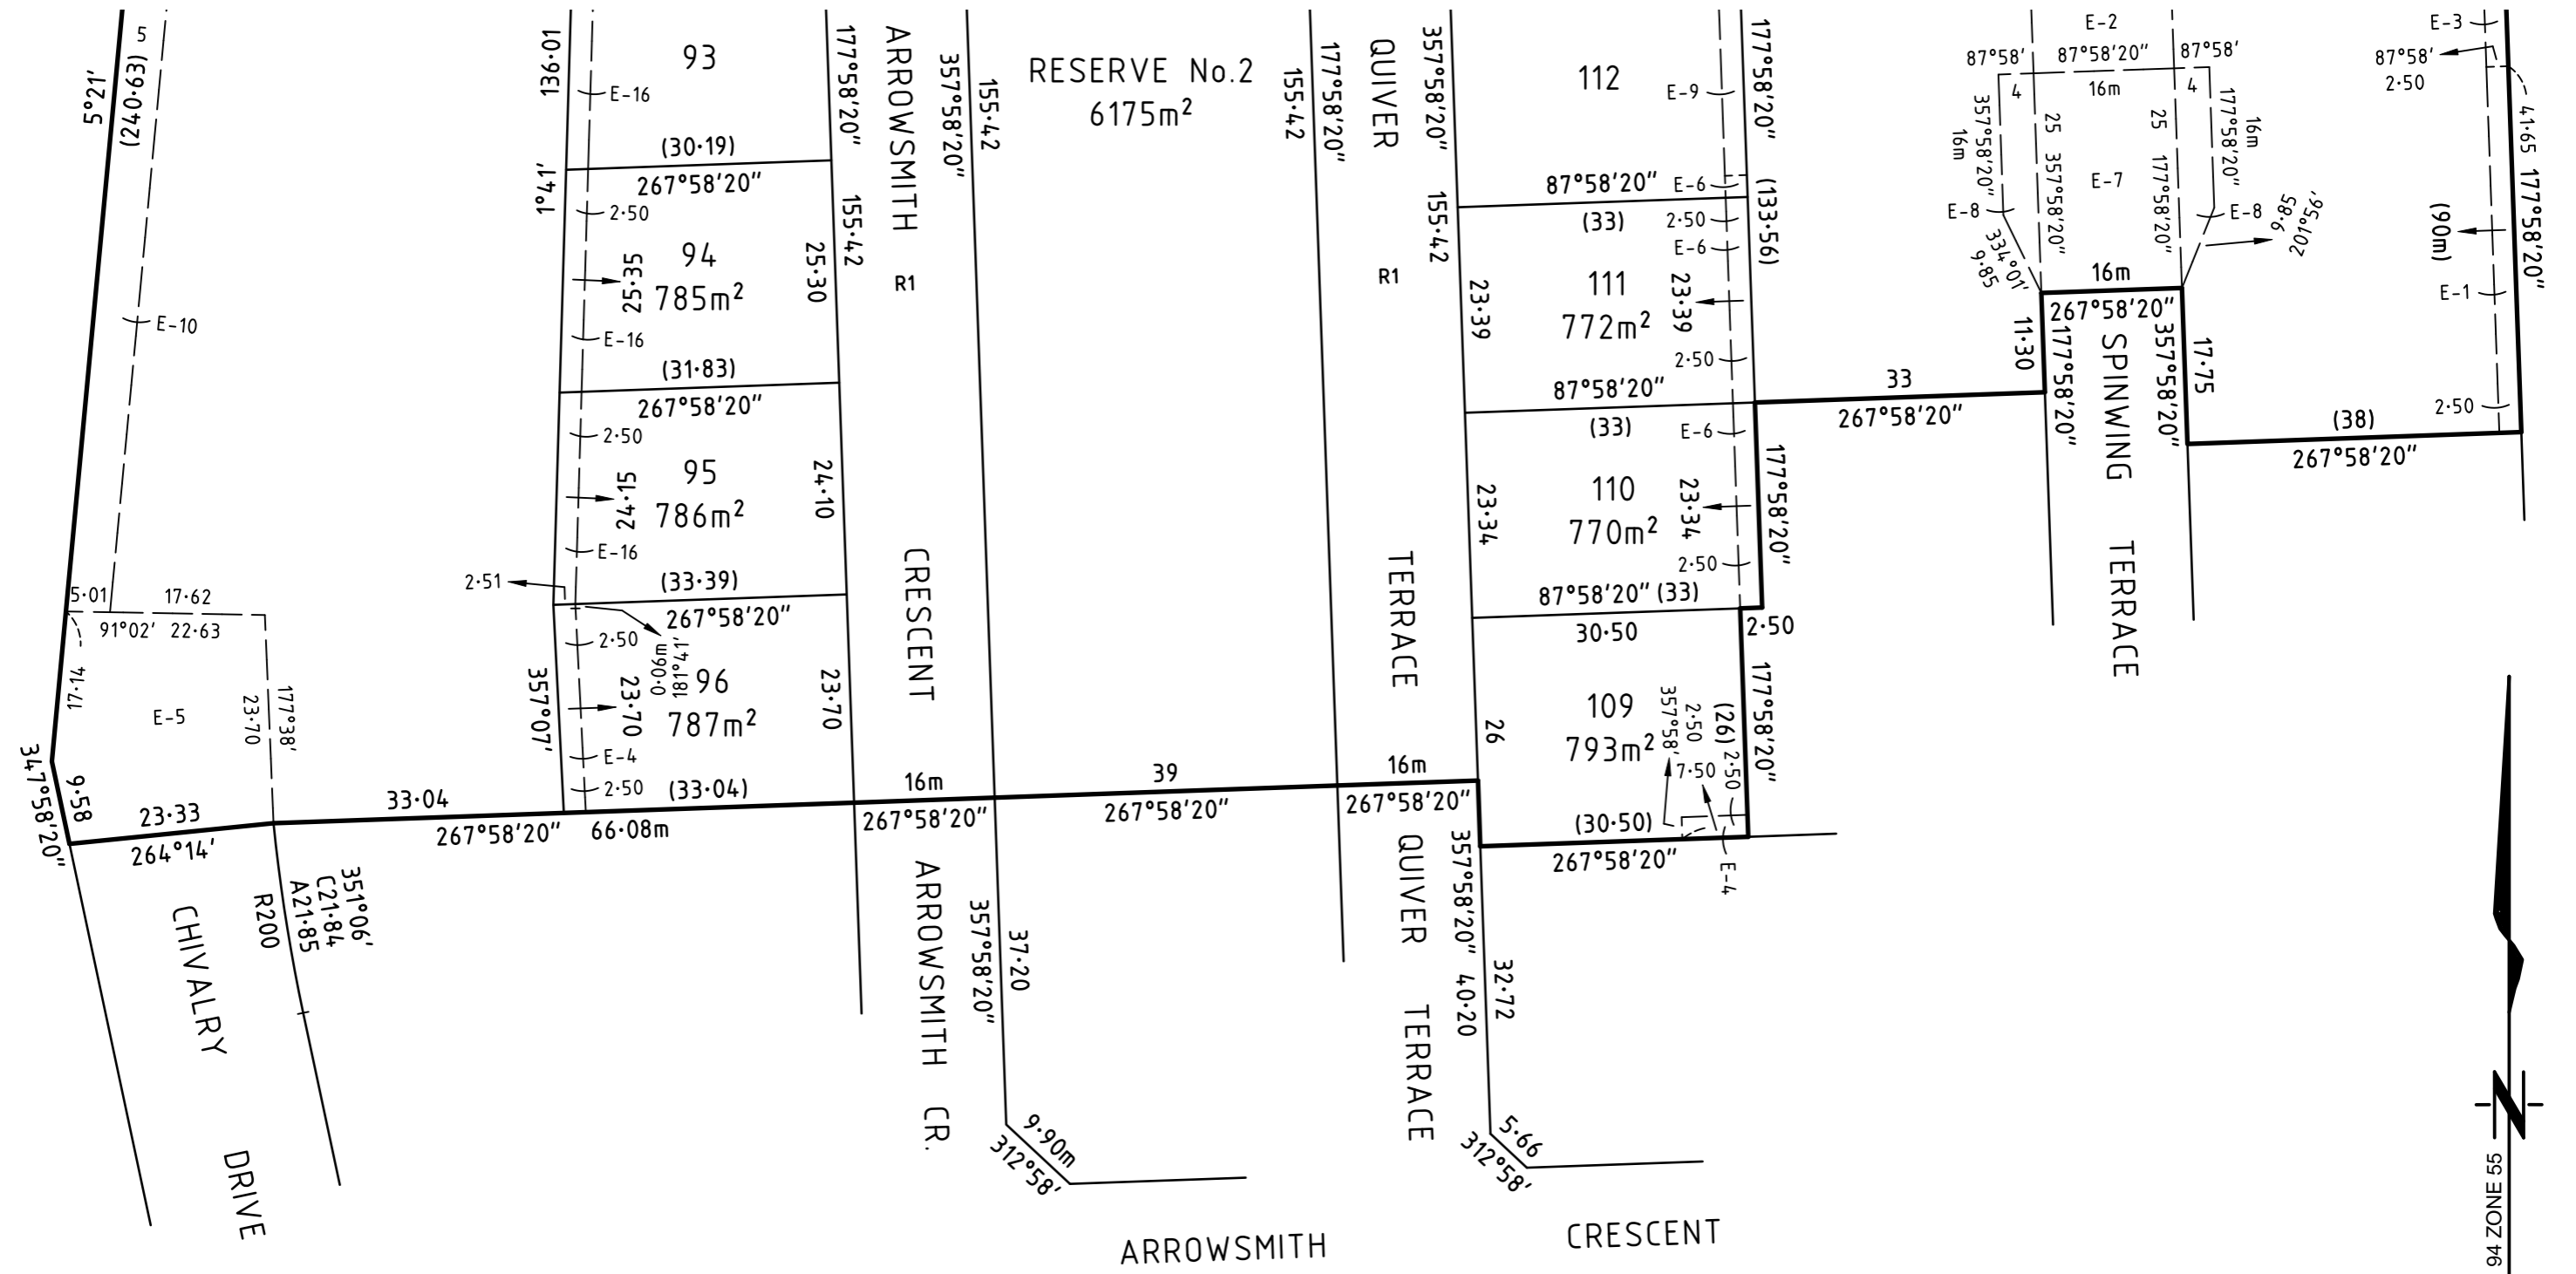 5°21'
(240·63)
5
E-10
136·01
1°41'
93
E-16
(30·19)
267°58'20"
2·50
94
785m²
25·35
25·30
E-16
(31·83)
267°58'20"
2·50
95
786m²
24·15
24·10
E-16
2·51
(33·39)
267°58'20"
2·50
181°41'
0·06m
96
787m²
23·70
23·70
357°07'
E-4
2·50
(33·04)
177°58'20"
155·42
ARROWSMITH
R1
CRESCENT
357°58'20"
155·42
RESERVE No.2
6175m²
177°58'20"
155·42
QUIVER
R1
TERRACE
357°58'20"
155·42
112
E-9
177°58'20"
87°58'20"
E-6
(33)
2·50
E-6
(133·56)
111
772m²
23·39
23·39
2·50
87°58'20"
(33)
E-6
110
770m²
23·34
23·34
2·50
177°58'20"
87°58'20" (33)
30·50
2·50
109
793m²
26
357°58'
2·50
(26)
2·50
7·50
177°58'20"
(30·50)
267°58'20"
E-4
33
267°58'20"
E-2
87°58'
87°58'20"
87°58'
4
16m
4
357°58'20"
16m
25
357°58'20"
25
177°58'20"
177°58'20"
16m
E-7
E-8
E-8
334°01'
9·85
9·85
201°56'
16m
267°58'20"
11·30
177°58'20"
SPINWING
TERRACE
357°58'20"
17·75
(38)
267°58'20"
E-3
87°58'
2·50
41·65
177°58'20"
(90m)
E-1
2·50
5·01
17·62
91°02' 22·63
17·14
E-5
23·70
177°38'
347°58'20"
9·58
23·33
264°14'
33·04
267°58'20"
66·08m
16m
267°58'20"
39
267°58'20"
16m
267°58'20"
CHIVALRY
DRIVE
R200
A21·85
C21·84
351°06'
ARROWSMITH CR.
357°58'20"
37·20
9·90m
312°58'
QUIVER
TERRACE
357°58'20"
40·20
32·72
5·66
312°58'
ARROWSMITH
CRESCENT
N
94 ZONE 55